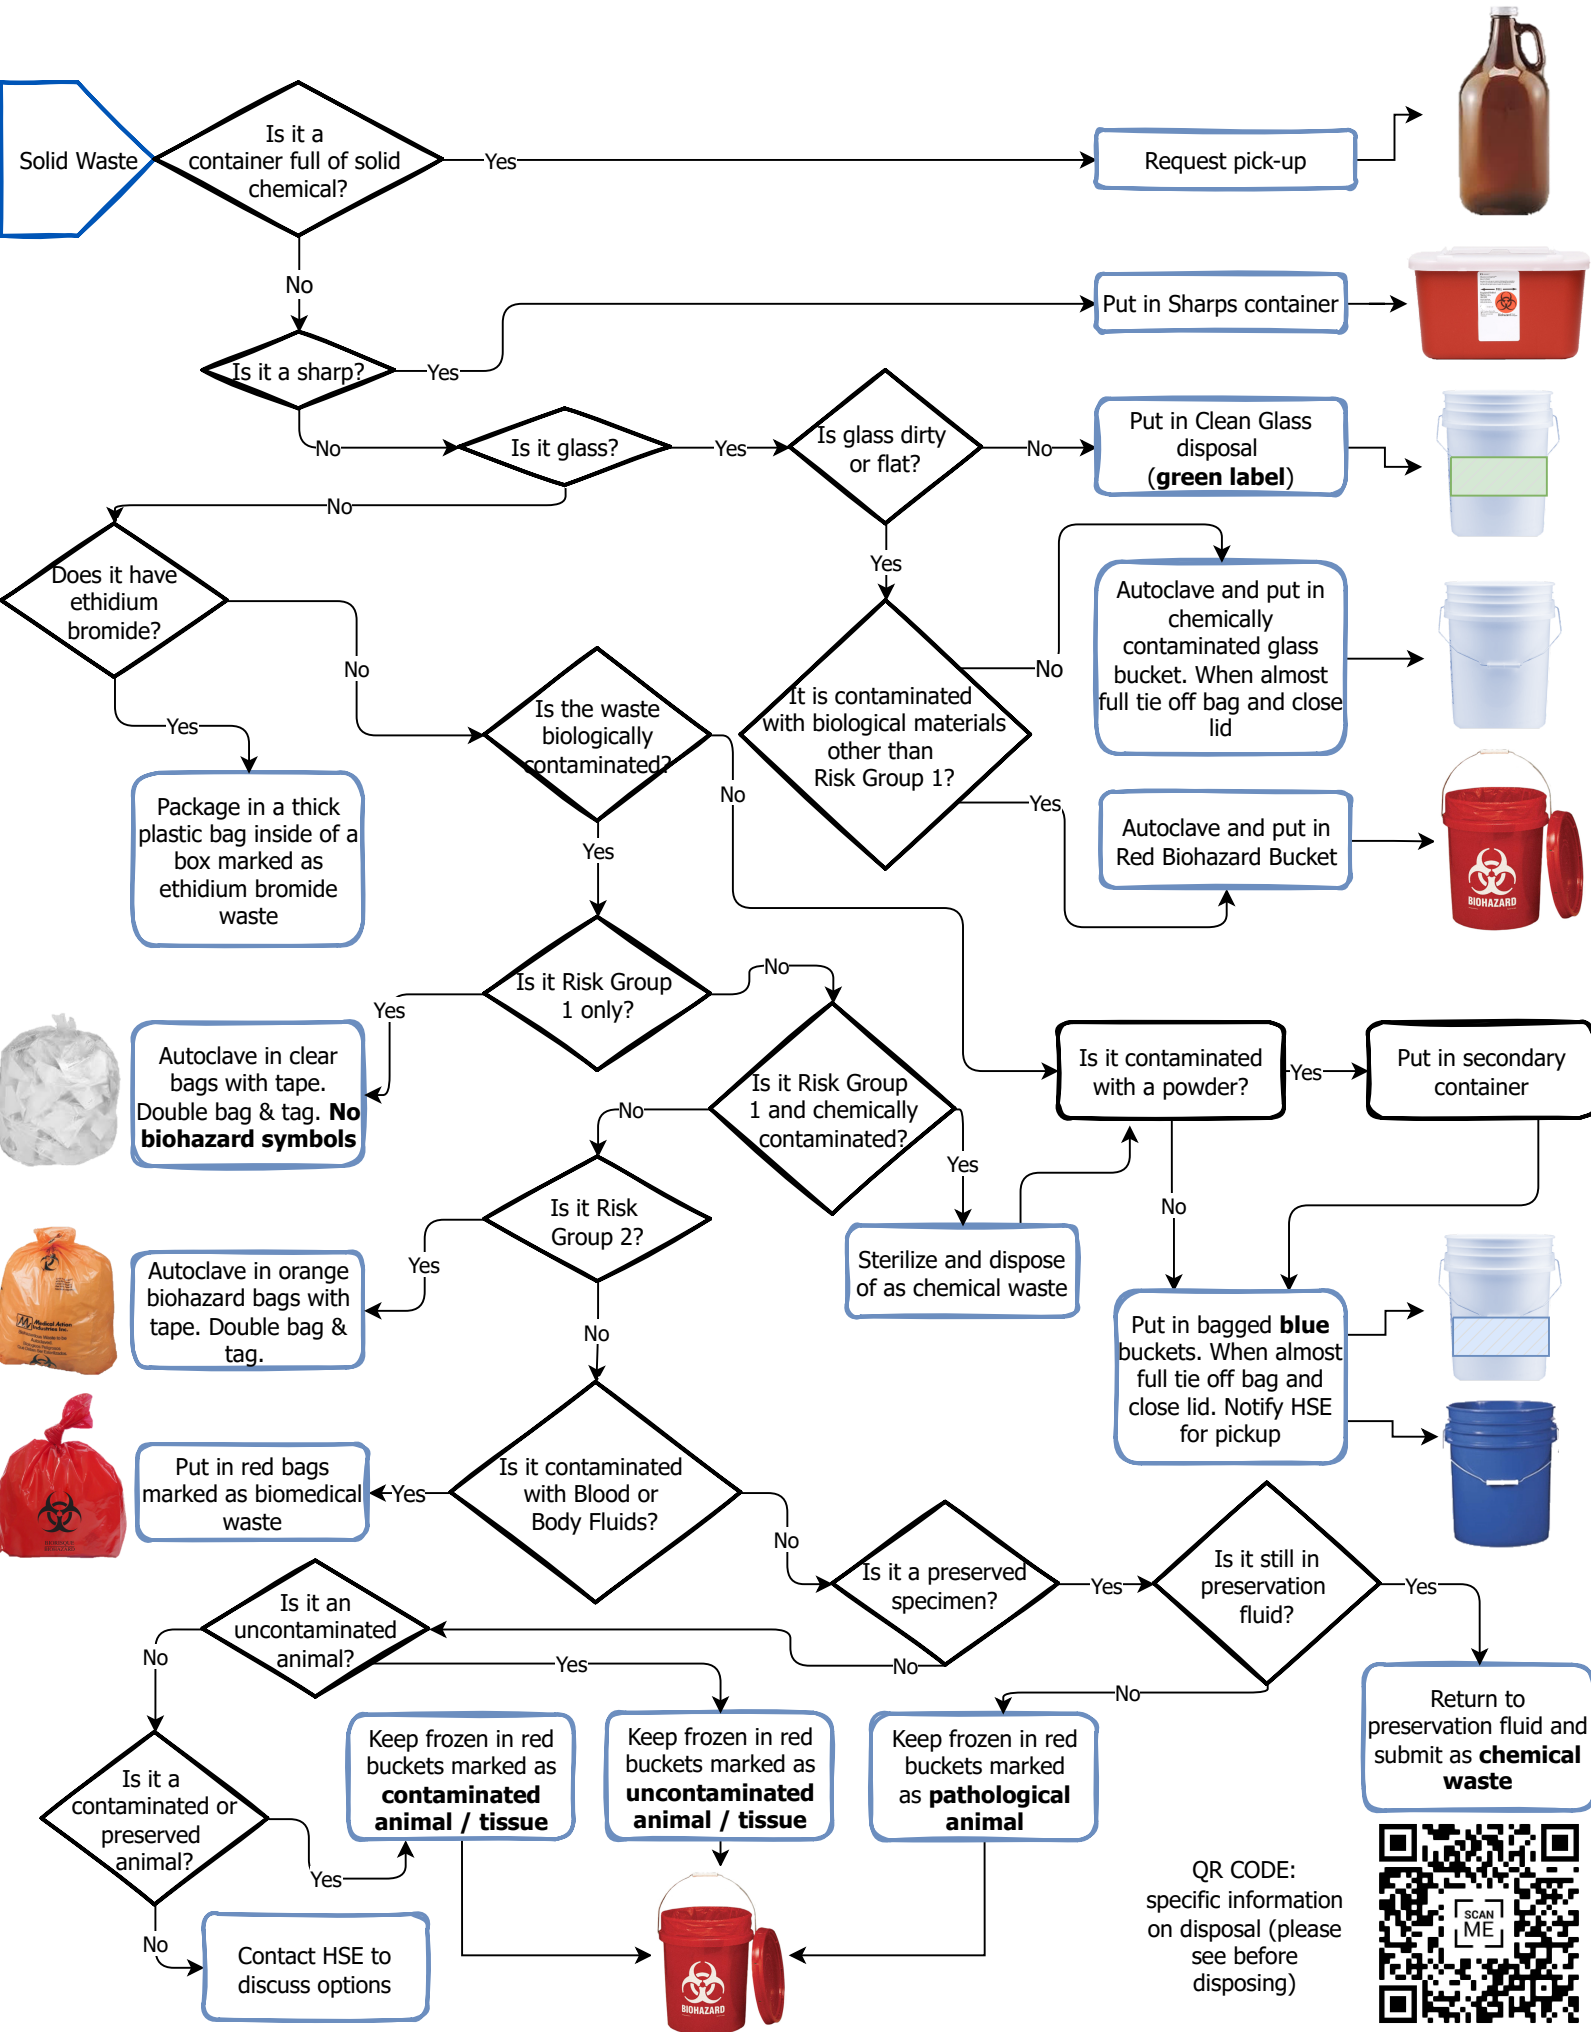 Solid Waste
Is it a
container full of solid
chemical?
Yes
Request pick-up
No
Is it a sharp?
Yes
Put in Sharps container
No
Is it glass?
Yes
Is glass dirty
or flat?
No
Put in Clean Glass
disposal
(green label)
No
Yes
Does it have
ethidium
bromide?
No
Yes
Package in a thick
plastic bag inside of a
box marked as
ethidium bromide
waste
Is the waste
biologically
contaminated?
No
Yes
It is contaminated
with biological materials
other than
Risk Group 1?
No
Autoclave and put in
chemically
contaminated glass
bucket. When almost
full tie off bag and close
lid
Yes
Autoclave and put in
Red Biohazard Bucket
BIOHAZARD
Is it Risk Group
1 only?
No
Yes
Autoclave in clear
bags with tape.
Double bag & tag. No
biohazard symbols
Is it Risk Group
1 and chemically
contaminated?
No
Yes
Sterilize and dispose
of as chemical waste
Is it contaminated
with a powder?
Yes
Put in secondary
container
No
Put in bagged blue
buckets. When almost
full tie off bag and
close lid. Notify HSE
for pickup
Is it Risk
Group 2?
Yes
Autoclave in orange
biohazard bags with
tape. Double bag &
tag.
Medical Action
Industries Inc.
No
Is it contaminated
with Blood or
Body Fluids?
Yes
Put in red bags
marked as biomedical
waste
No
Is it a preserved
specimen?
Yes
Is it still in
preservation
fluid?
Yes
Return to
preservation fluid and
submit as chemical
waste
No
Keep frozen in red
buckets marked
as pathological
animal
No
Is it an
uncontaminated
animal?
Yes
Keep frozen in red
buckets marked as
uncontaminated
animal / tissue
No
Is it a
contaminated or
preserved
animal?
Yes
Keep frozen in red
buckets marked as
contaminated
animal / tissue
No
Contact HSE to
discuss options
BIOHAZARD
QR CODE:
specific information
on disposal (please
see before
disposing)
SCAN
ME